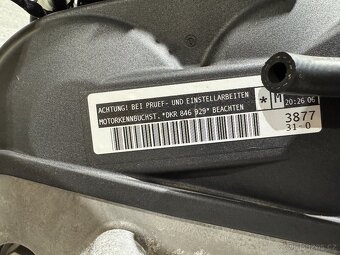 ACHTUNG! BEI PRUEF- UND EINSTELLARBEITEN
MOTORKENNBUCHST. *DKR 846 929* BEACHTEN
* M
20:26 06
3877
31-0